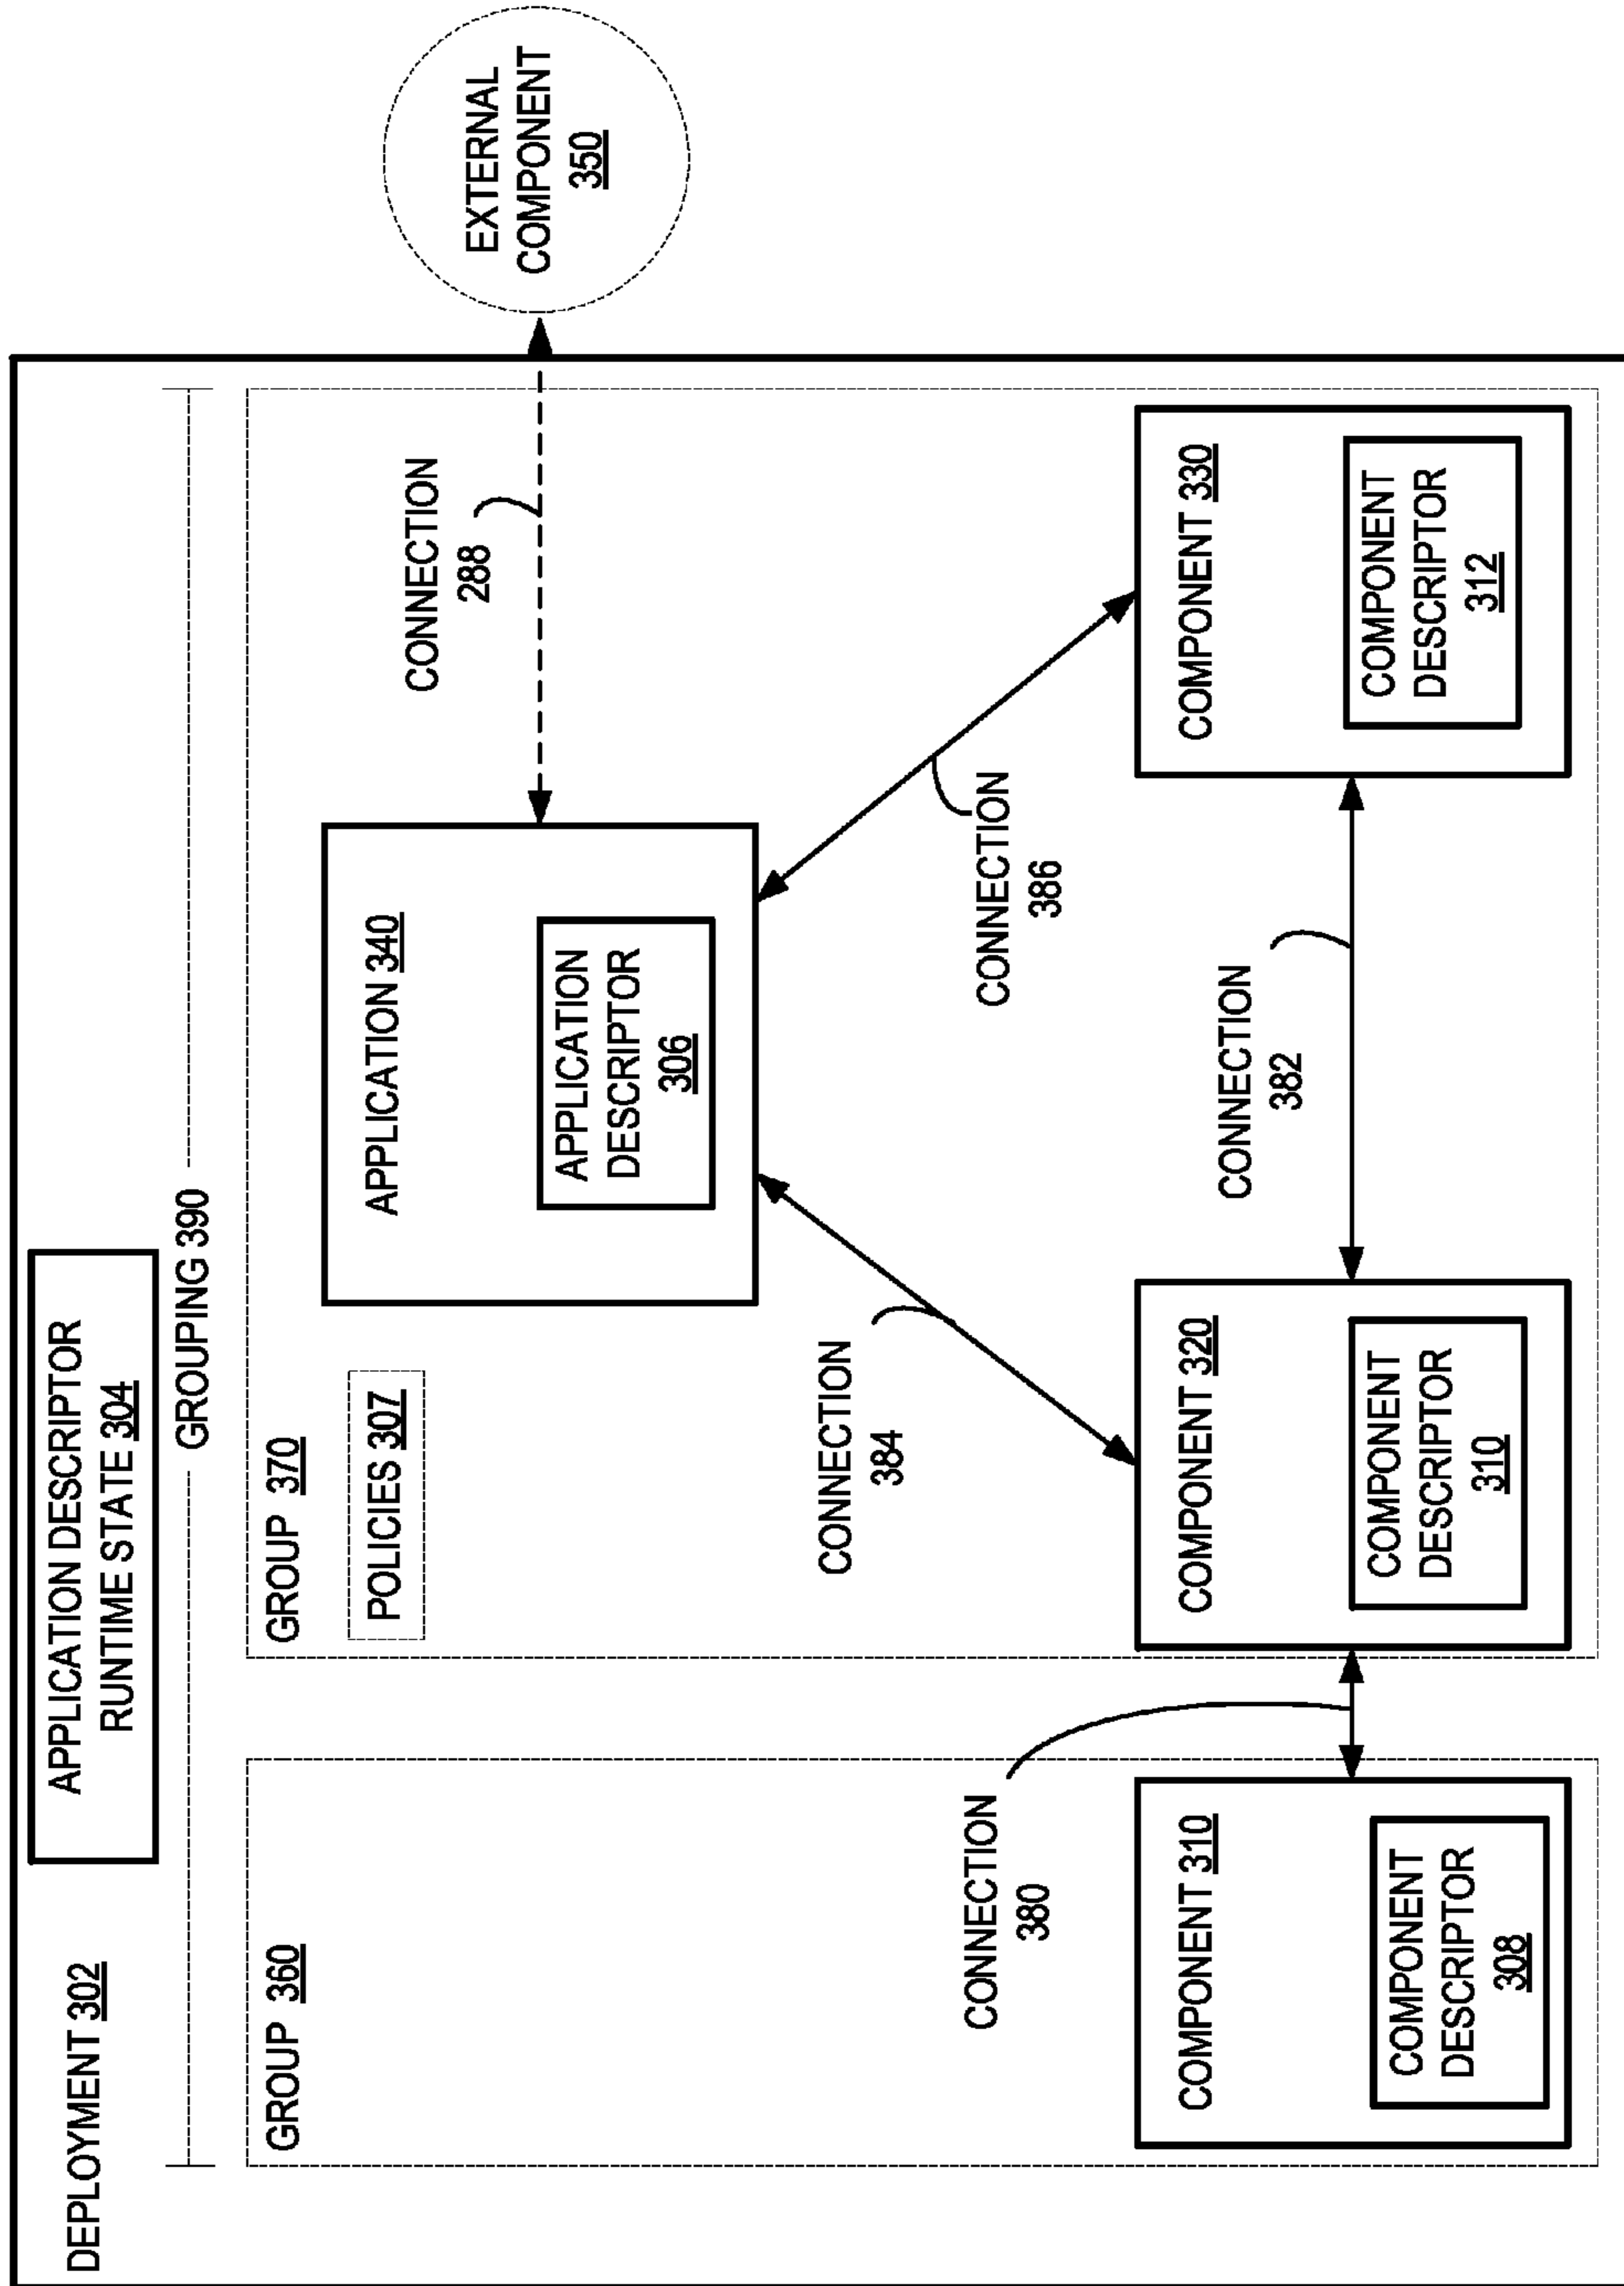 DEPLOYMENT 302
APPLICATION DESCRIPTOR
RUNTIME STATE 304
GROUPING 390
GROUP 360
GROUP 370
POLICIES 307
APPLICATION 340
APPLICATION
DESCRIPTOR
306
CONNECTION
288
EXTERNAL
COMPONENT
350
CONNECTION
384
CONNECTION
386
CONNECTION
380
CONNECTION
382
COMPONENT 310
COMPONENT
DESCRIPTOR
308
COMPONENT 320
COMPONENT
DESCRIPTOR
310
COMPONENT 330
COMPONENT
DESCRIPTOR
312